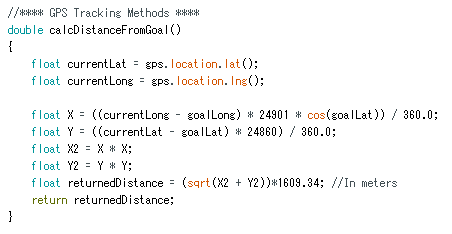 //**** GPS Tracking Methods ****
double calcDistanceFromGoal()
{
    float currentLat = gps.location.lat();
    float currentLong = gps.location.lng();

    float X = ((currentLong - goalLong) * 24901 * cos(goalLat)) / 360.0;
    float Y = ((currentLat - goalLat) * 24860) / 360.0;
    float X2 = X * X;
    float Y2 = Y * Y;
    float returnedDistance = (sqrt(X2 + Y2))*1609.34; //In meters
    return returnedDistance;
}